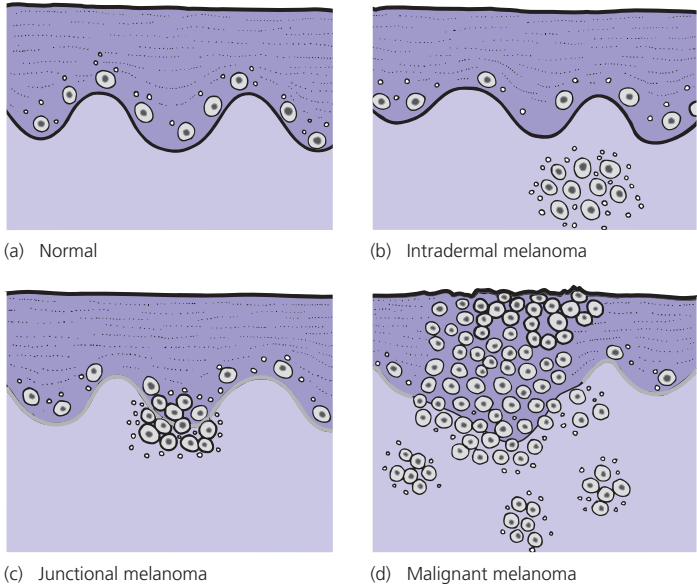 (a) Normal
(b) Intradermal melanoma
(c) Junctional melanoma
(d) Malignant melanoma